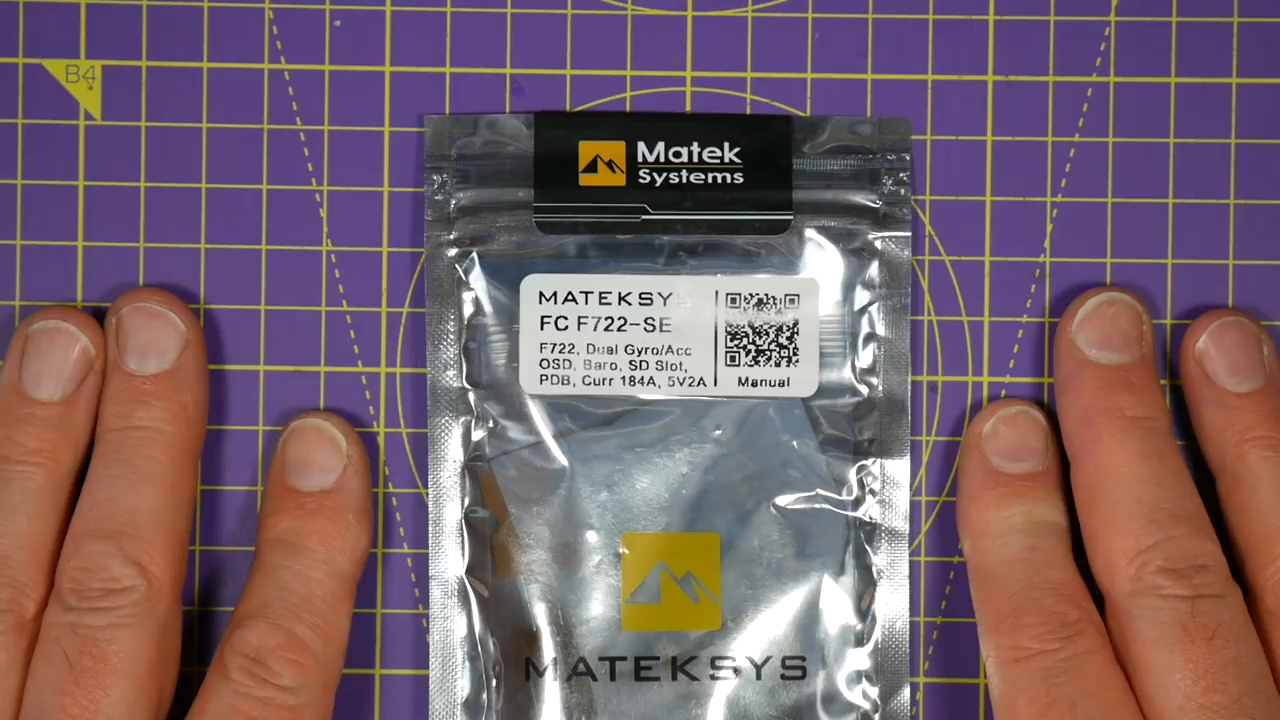 B4
Matek
Systems
MATEKSYS
FC F722-SE
F722, Dual Gyro/Acc
OSD, Baro, SD Slot,
PDB, Curr 184A, 5V2A
Manual
MATEKSYS